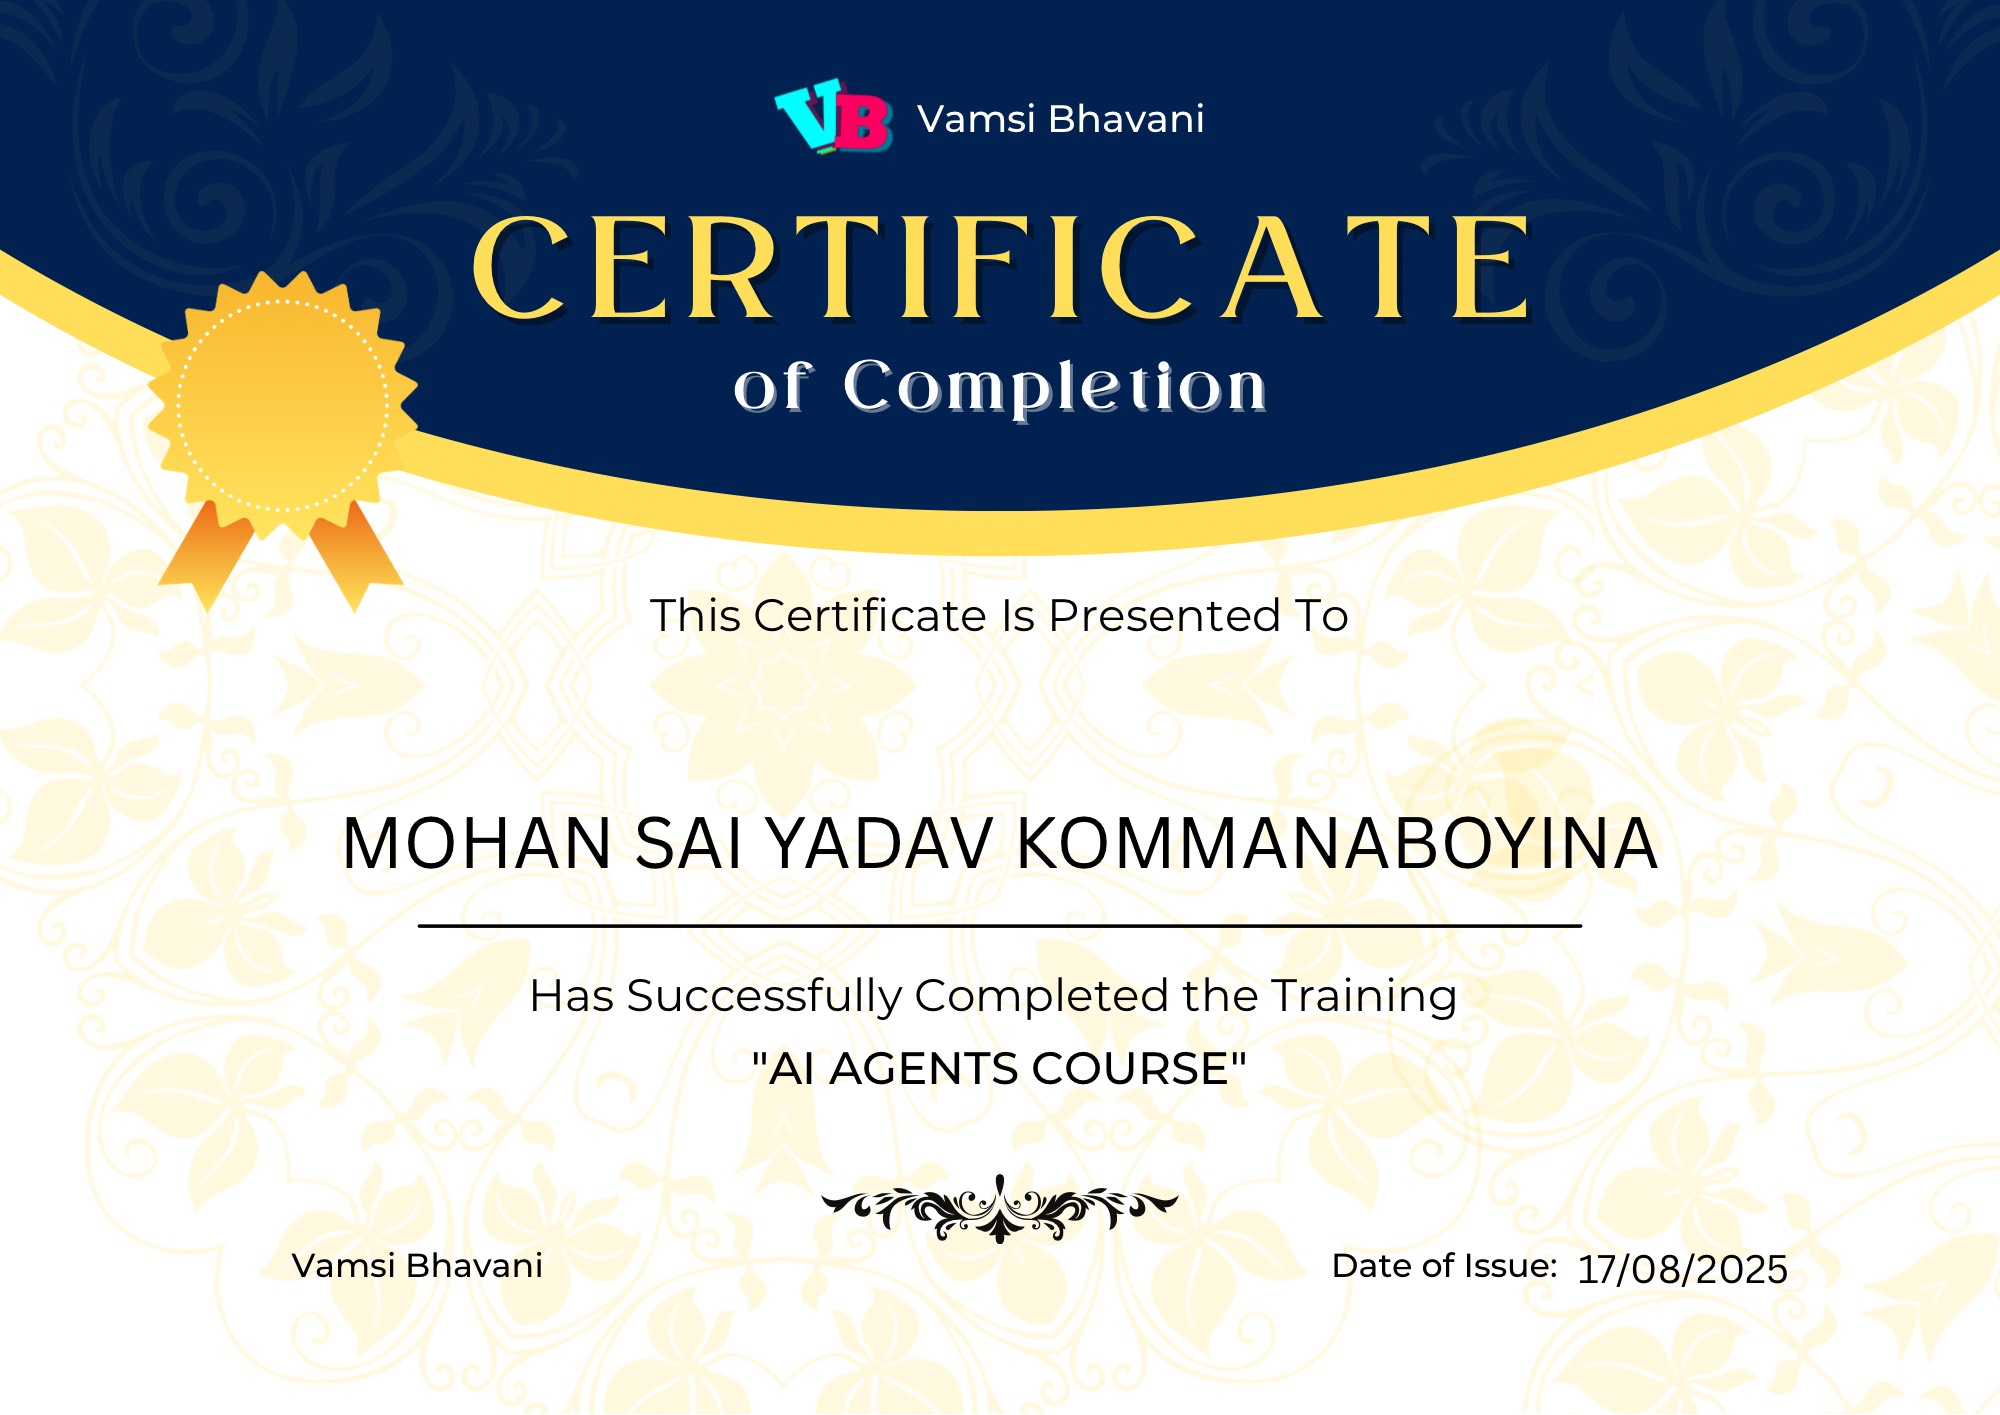 VB Vamsi Bhavani
CERTIFICATE
of Completion
This Certificate Is Presented To
MOHAN SAI YADAV KOMMANABOYINA
Has Successfully Completed the Training
"AI AGENTS COURSE"
Vamsi Bhavani
Date of Issue: 17/08/2025